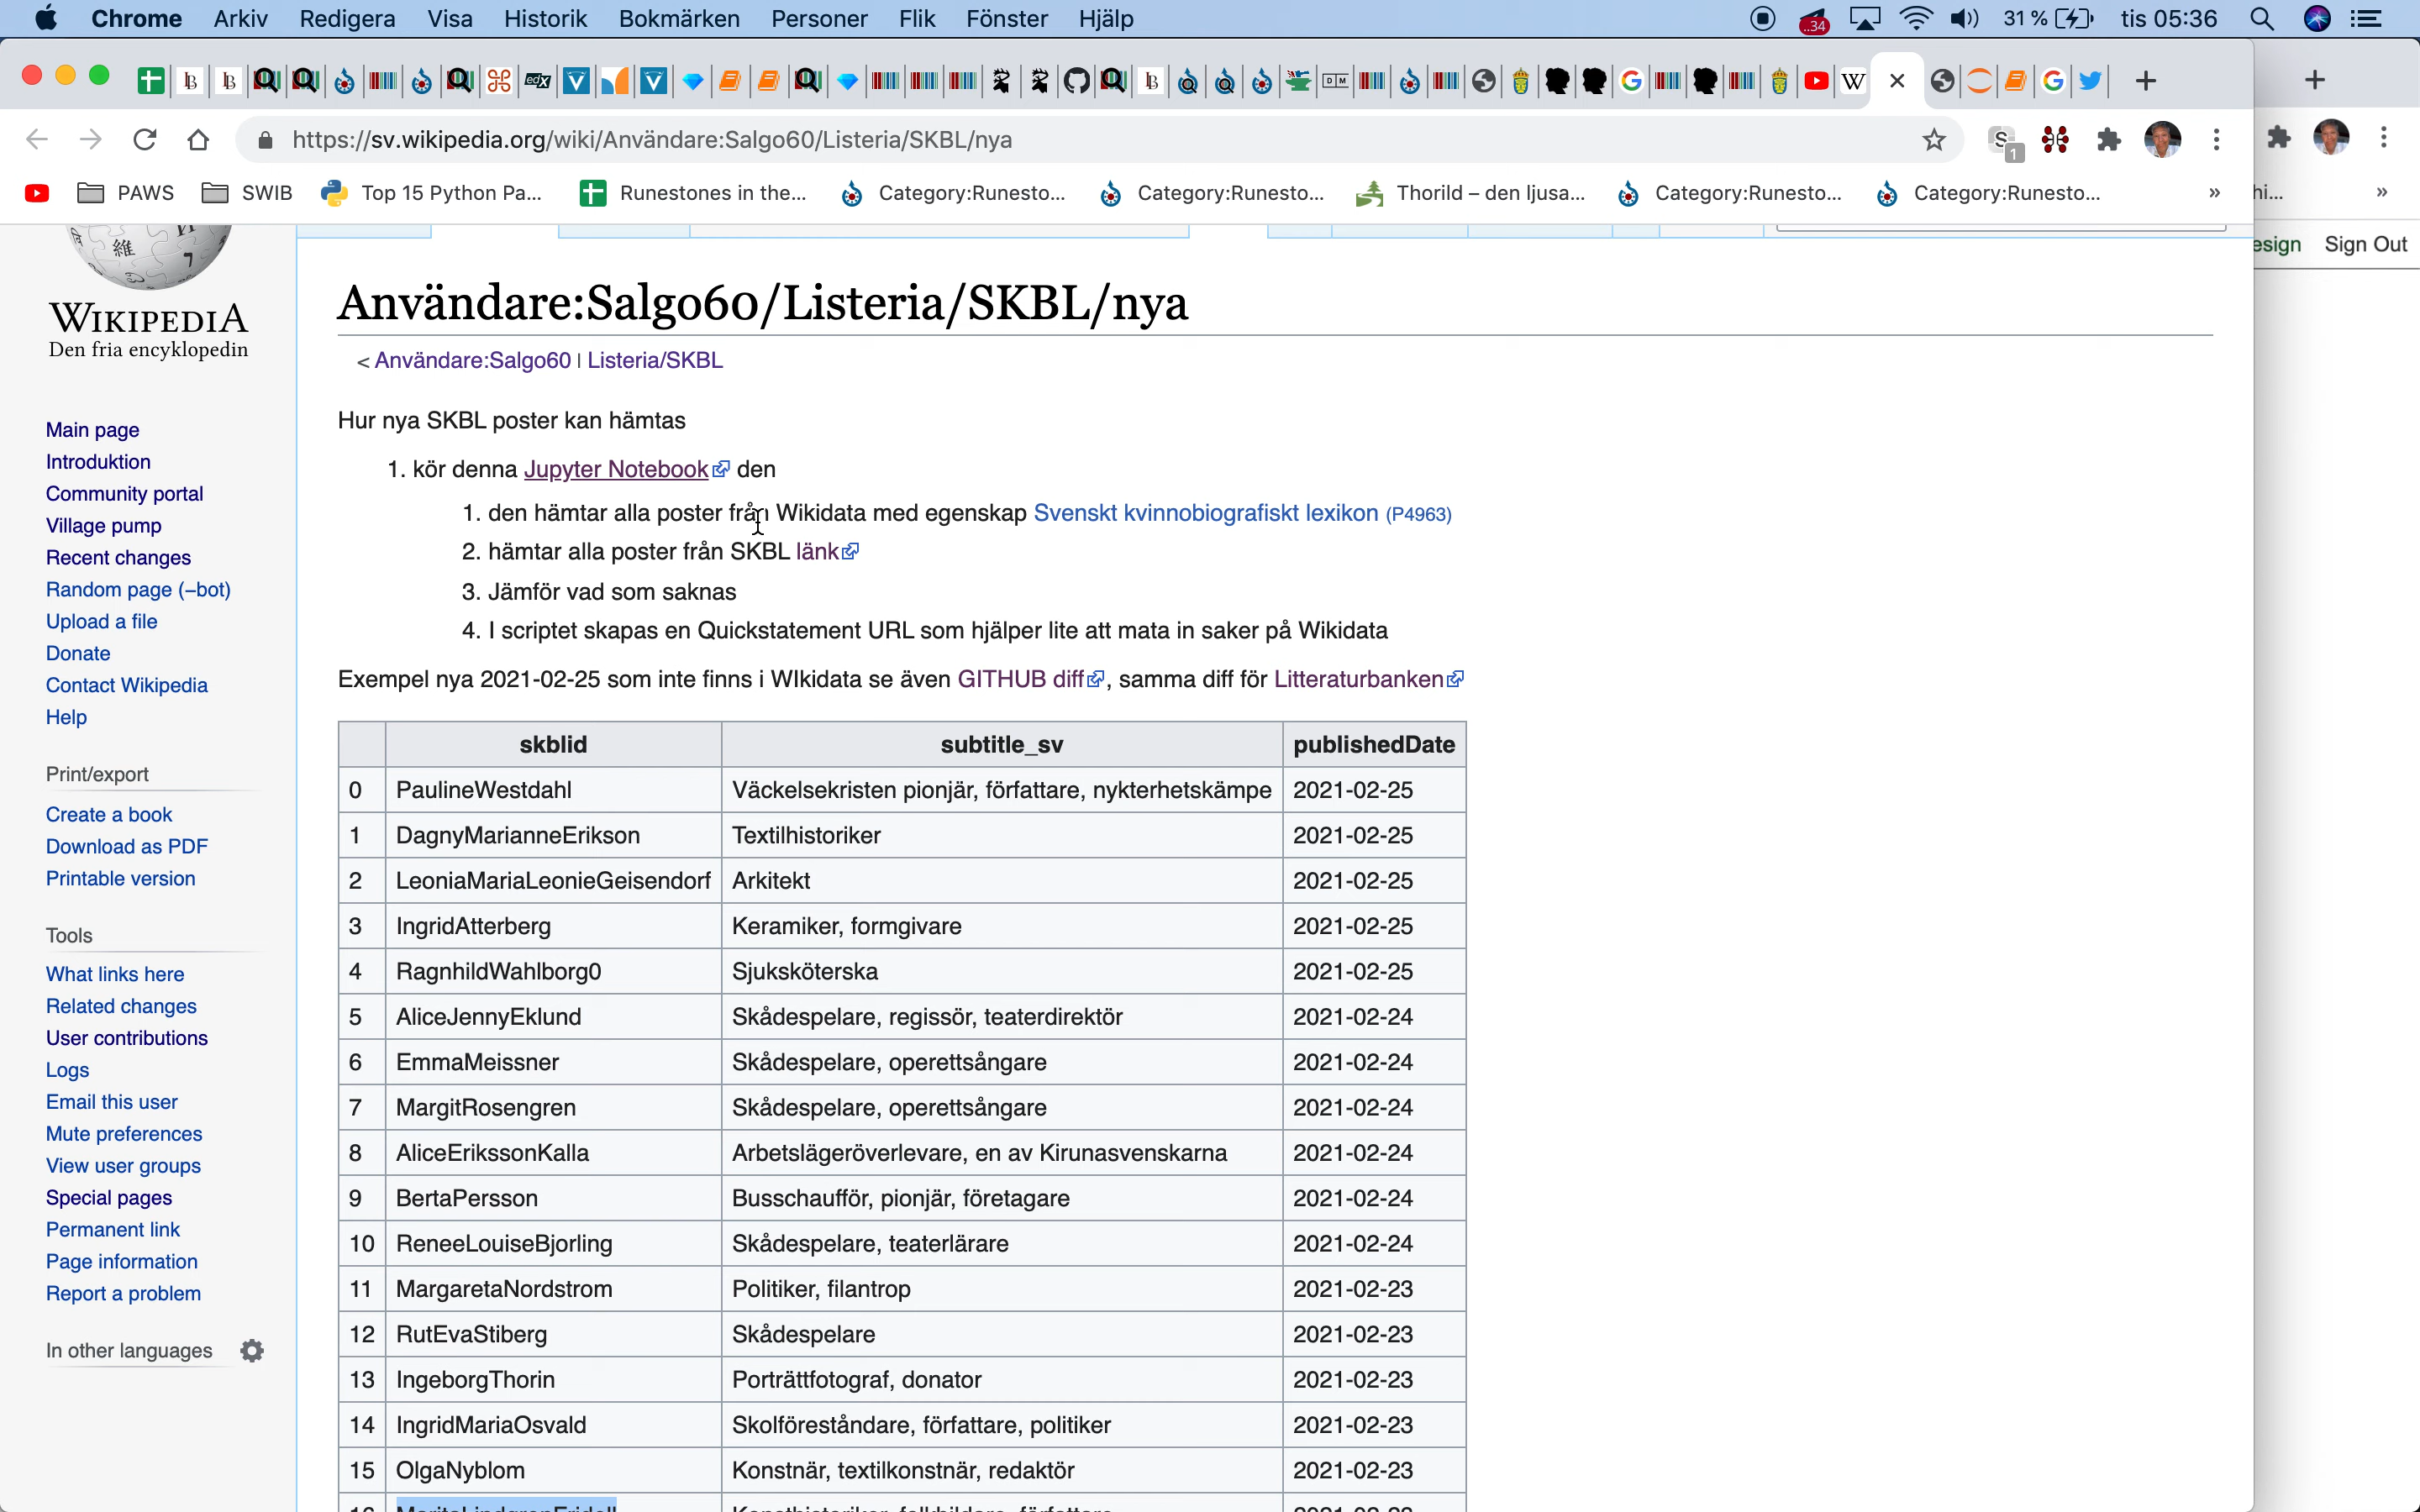 Chrome Arkiv Redigera Visa Historik Bokmärken Personer Flik Fönster Hjälp ..34 31 % tis 05:36
https://sv.wikipedia.org/wiki/Användare:Salgo60/Listeria/SKBL/nya
PAWS SWIB Top 15 Python Pa... Runestones in the... Category:Runesto... Category:Runesto... Thorild – den ljusa... Category:Runesto... Category:Runesto... » hi... »
esign Sign Out
WIKIPEDIA
Den fria encyklopedin
Main page
Introduktion
Community portal
Village pump
Recent changes
Random page (–bot)
Upload a file
Donate
Contact Wikipedia
Help
Print/export
Create a book
Download as PDF
Printable version
Tools
What links here
Related changes
User contributions
Logs
Email this user
Mute preferences
View user groups
Special pages
Permanent link
Page information
Report a problem
In other languages
Användare:Salgo60/Listeria/SKBL/nya
< Användare:Salgo60 | Listeria/SKBL
Hur nya SKBL poster kan hämtas
1. kör denna Jupyter Notebook den
1. den hämtar alla poster från Wikidata med egenskap Svenskt kvinnobiografiskt lexikon (P4963)
2. hämtar alla poster från SKBL länk
3. Jämför vad som saknas
4. I scriptet skapas en Quickstatement URL som hjälper lite att mata in saker på Wikidata
Exempel nya 2021-02-25 som inte finns i WIkidata se även GITHUB diff, samma diff för Litteraturbanken
skblid subtitle_sv publishedDate
0 PaulineWestdahl Väckelsekristen pionjär, författare, nykterhetskämpe 2021-02-25
1 DagnyMarianneErikson Textilhistoriker 2021-02-25
2 LeoniaMariaLeonieGeisendorf Arkitekt 2021-02-25
3 IngridAtterberg Keramiker, formgivare 2021-02-25
4 RagnhildWahlborg0 Sjuksköterska 2021-02-25
5 AliceJennyEklund Skådespelare, regissör, teaterdirektör 2021-02-24
6 EmmaMeissner Skådespelare, operettsångare 2021-02-24
7 MargitRosengren Skådespelare, operettsångare 2021-02-24
8 AliceErikssonKalla Arbetslägeröverlevare, en av Kirunasvenskarna 2021-02-24
9 BertaPersson Busschaufför, pionjär, företagare 2021-02-24
10 ReneeLouiseBjorling Skådespelare, teaterlärare 2021-02-24
11 MargaretaNordstrom Politiker, filantrop 2021-02-23
12 RutEvaStiberg Skådespelare 2021-02-23
13 IngeborgThorin Porträttfotograf, donator 2021-02-23
14 IngridMariaOsvald Skolföreståndare, författare, politiker 2021-02-23
15 OlgaNyblom Konstnär, textilkonstnär, redaktör 2021-02-23